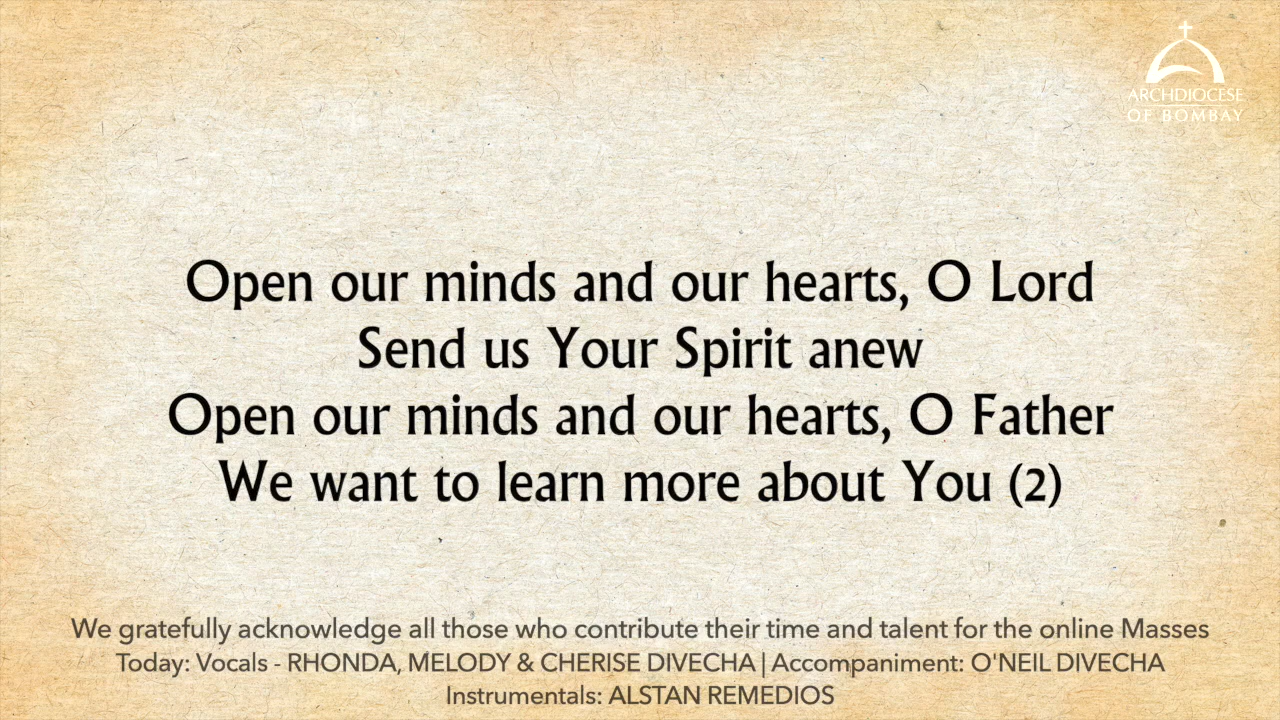 ARCHDIOCESE
OF BOMBAY
Open our minds and our hearts, O Lord
Send us Your Spirit anew
Open our minds and our hearts, O Father
We want to learn more about You (2)
We gratefully acknowledge all those who contribute their time and talent for the online Masses
Today: Vocals - RHONDA, MELODY & CHERISE DIVECHA | Accompaniment: O'NEIL DIVECHA
Instrumentals: ALSTAN REMEDIOS